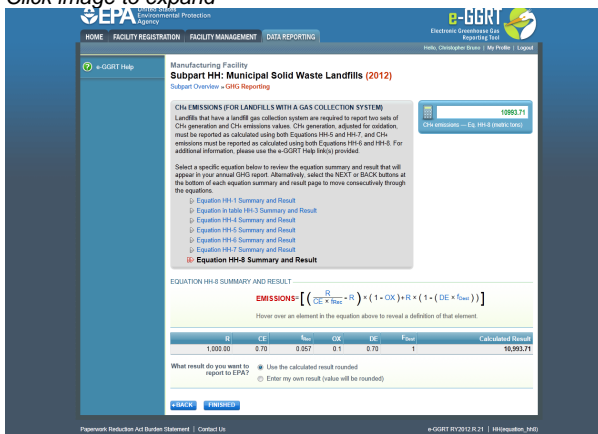 Click image to expand
United States
Environmental Protection
Agency
EPA
e-GGRT
Electronic Greenhouse Gas
Reporting Tool
HOME FACILITY REGISTRATION FACILITY MANAGEMENT DATA REPORTING
Hello, Christopher Bruno | My Profile | Logout
e-GGRT Help
Manufacturing Facility
Subpart HH: Municipal Solid Waste Landfills (2012)
Subpart Overview » GHG Reporting
CH4 EMISSIONS (FOR LANDFILLS WITH A GAS COLLECTION SYSTEM)
Landfills that have a landfill gas collection system are required to report two sets of
CH4 generation and CH4 emissions values. CH4 generation, adjusted for oxidation,
must be reported as calculated using both Equations HH-5 and HH-7, and CH4
emissions must be reported as calculated using both Equations HH-6 and HH-8. For
additional information, please use the e-GGRT Help link(s) provided.
Select a specific equation below to review the equation summary and result that will
appear in your annual GHG report. Alternatively, select the NEXT or BACK buttons at
the bottom of each equation summary and result page to move consecutively through
the equations.
Equation HH-1 Summary and Result
Equation in table HH-3 Summary and Result
Equation HH-4 Summary and Result
Equation HH-5 Summary and Result
Equation HH-6 Summary and Result
Equation HH-7 Summary and Result
Equation HH-8 Summary and Result
10993.71
CH4 emissions — Eq. HH-8 (metric tons)
EQUATION HH-8 SUMMARY AND RESULT
EMISSIONS = [ ( R / CE × fRec - R ) × ( 1 - OX ) + R × ( 1 - ( DE × fDest ) ) ]
Hover over an element in the equation above to reveal a definition of that element.
R CE fRec OX DE FDest Calculated Result
1,000.00 0.70 0.057 0.1 0.70 1 10,993.71
What result do you want to
report to EPA?
Use the calculated result rounded
Enter my own result (value will be rounded)
BACK FINISHED
Paperwork Reduction Act Burden Statement | Contact Us
e-GGRT RY2012.R.21 | HH(equation_hh8)